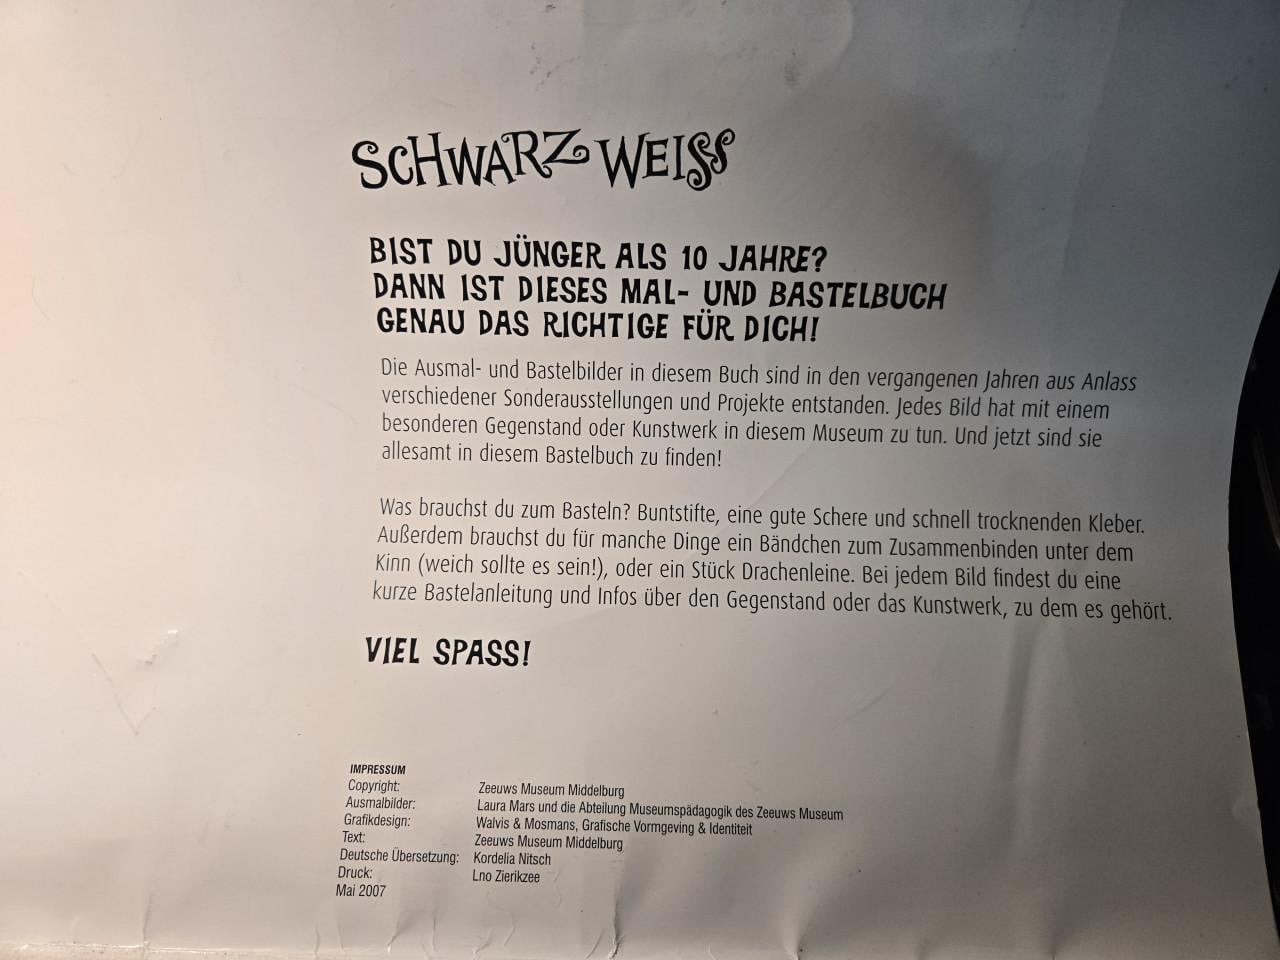 SCHWARZ WEISS
BIST DU JÜNGER ALS 10 JAHRE?
DANN IST DIESES MAL- UND BASTELBUCH
GENAU DAS RICHTIGE FÜR DICH!
Die Ausmal- und Bastelbilder in diesem Buch sind in den vergangenen Jahren aus Anlass
verschiedener Sonderausstellungen und Projekte entstanden. Jedes Bild hat mit einem
besonderen Gegenstand oder Kunstwerk in diesem Museum zu tun. Und jetzt sind sie
allesamt in diesem Bastelbuch zu finden!
Was brauchst du zum Basteln? Buntstifte, eine gute Schere und schnell trocknenden Kleber.
Außerdem brauchst du für manche Dinge ein Bändchen zum Zusammenbinden unter dem
Kinn (weich sollte es sein!), oder ein Stück Drachenleine. Bei jedem Bild findest du eine
kurze Bastelanleitung und Infos über den Gegenstand oder das Kunstwerk, zu dem es gehört.
VIEL SPASS!
IMPRESSUM
Copyright: Zeeuws Museum Middelburg
Ausmalbilder: Laura Mars und die Abteilung Museumspädagogik des Zeeuws Museum
Grafikdesign: Walvis & Mosmans, Grafische Vormgeving & Identiteit
Text: Zeeuws Museum Middelburg
Deutsche Übersetzung: Kordelia Nitsch
Druck: Lno Zierikzee
Mai 2007